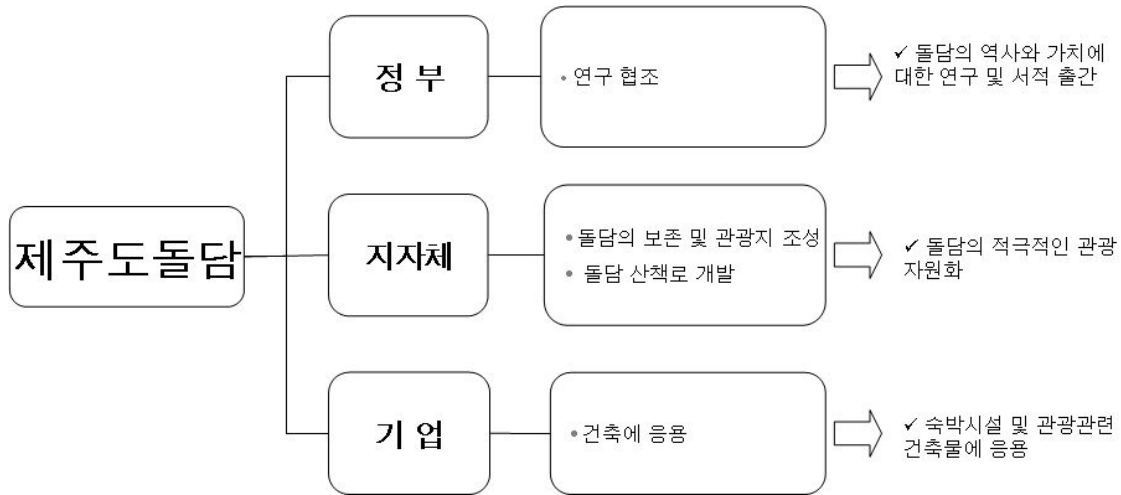 제주도돌담
정 부
• 연구 협조
✓ 돌담의 역사와 가치에
대한 연구 및 서적 출간
지자체
• 돌담의 보존 및 관광지 조성
• 돌담 산책로 개발
✓ 돌담의 적극적인 관광
자원화
기 업
• 건축에 응용
✓ 숙박시설 및 관광관련
건축물에 응용